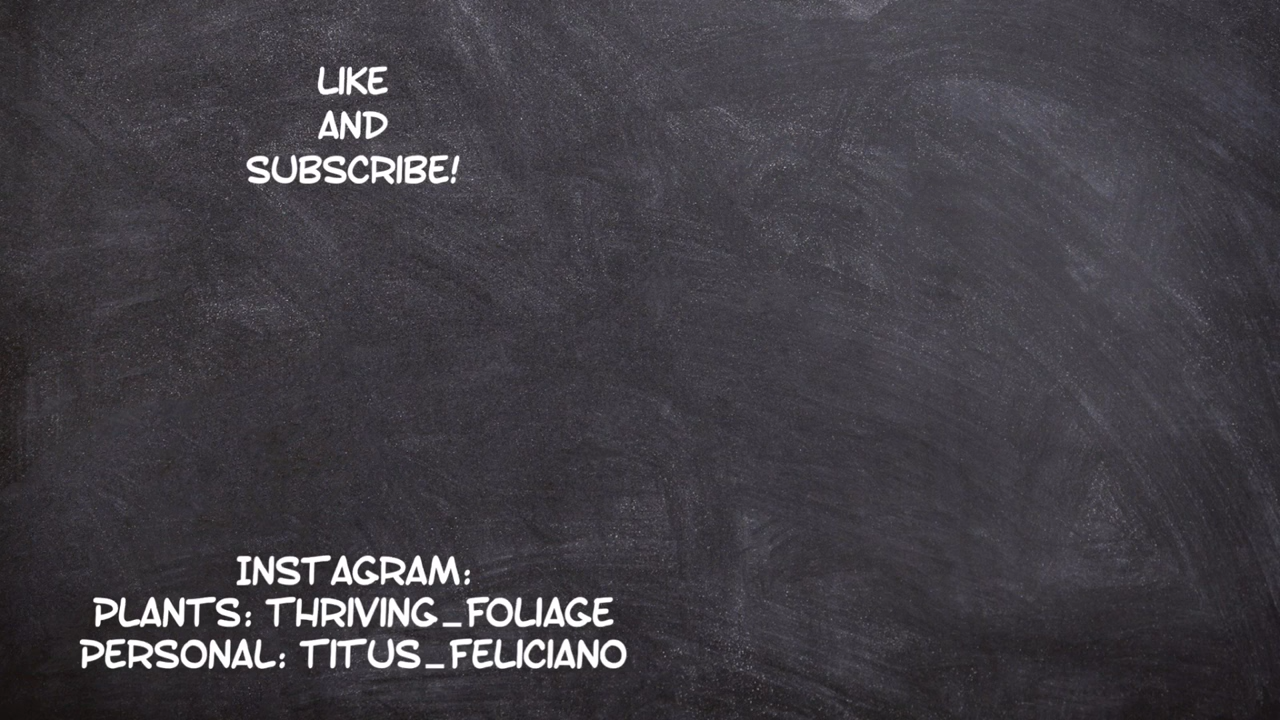 LIKE
AND
SUBSCRIBE!
INSTAGRAM:
PLANTS: THRIVING_FOLIAGE
PERSONAL: TITUS_FELICIANO